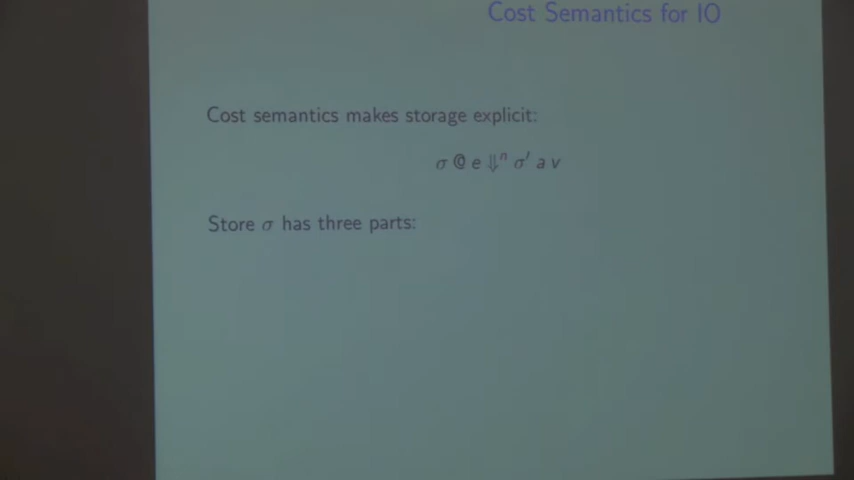 Cost Semantics for IO
Cost semantics makes storage explicit:
σ @ e ⇓ⁿ σ′ a v
Store σ has three parts: